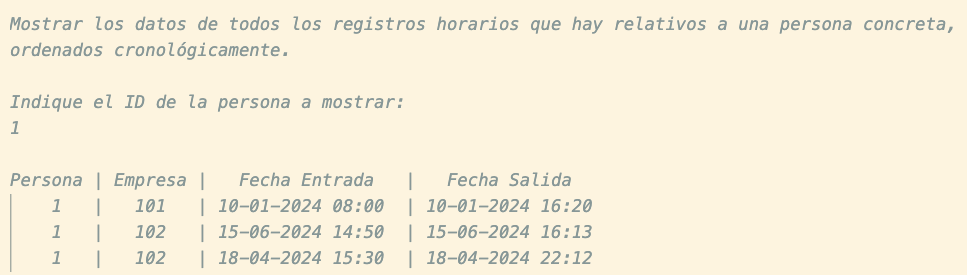 Mostrar los datos de todos los registros horarios que hay relativos a una persona concreta,
ordenados cronológicamente.
Indique el ID de la persona a mostrar:
1
Persona | Empresa | Fecha Entrada | Fecha Salida
1 | 101 | 10-01-2024 08:00 | 10-01-2024 16:20
1 | 102 | 15-06-2024 14:50 | 15-06-2024 16:13
1 | 102 | 18-04-2024 15:30 | 18-04-2024 22:12